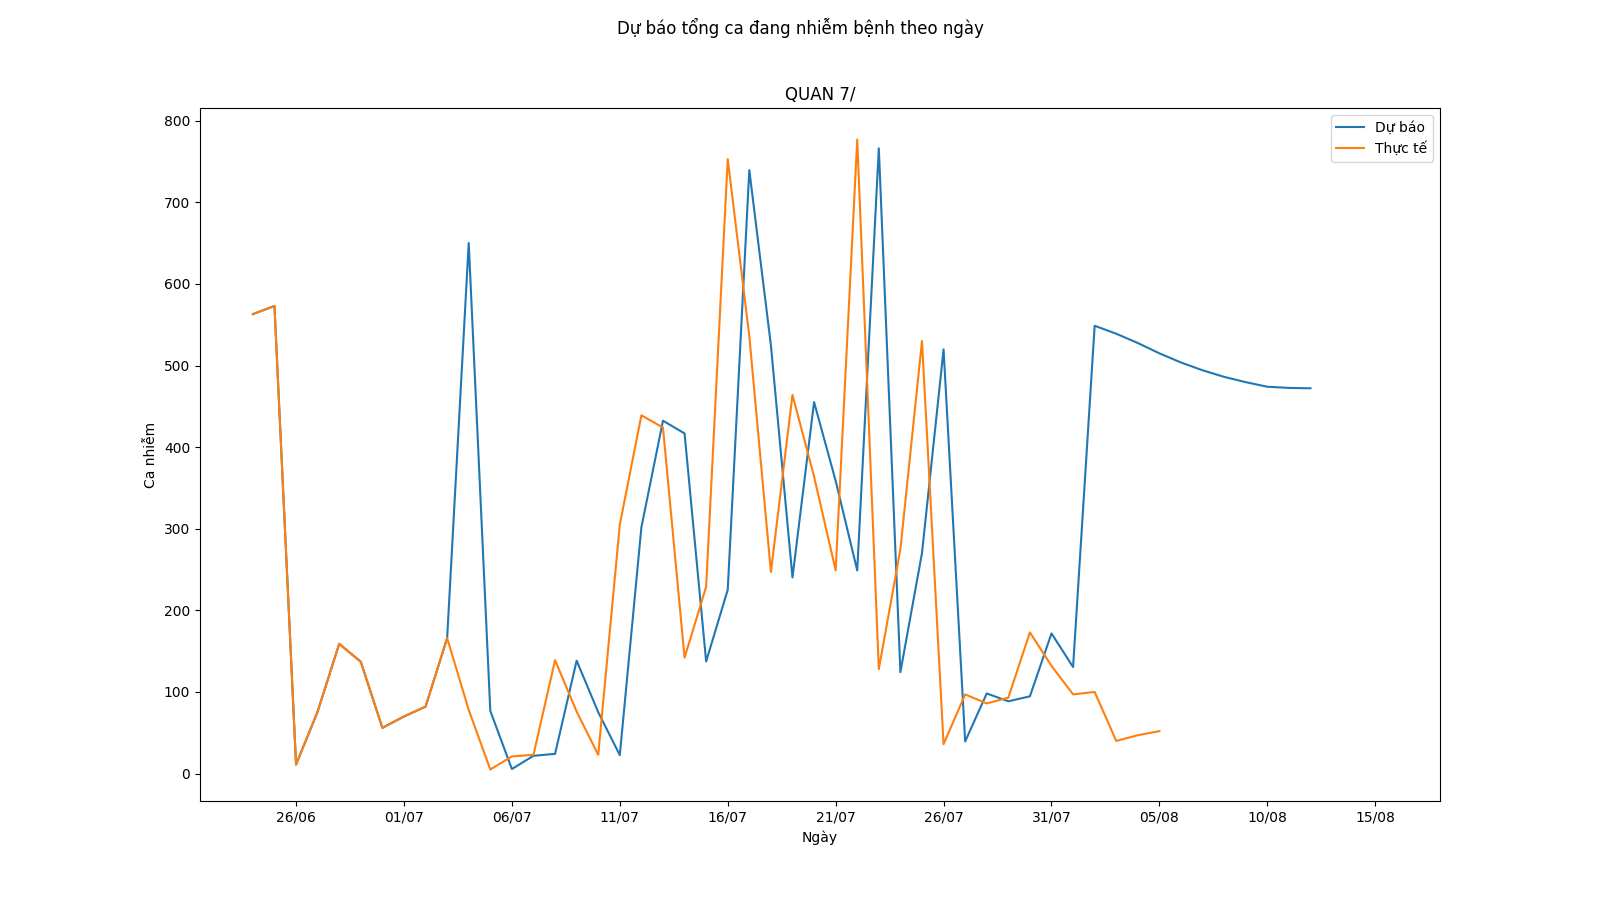 Dự báo tổng ca đang nhiễm bệnh theo ngày
QUAN 7/
800
700
600
500
400
300
200
100
0
Ca nhiễm
Dự báo
Thực tế
26/06 01/07 06/07 11/07 16/07 21/07 26/07 31/07 05/08 10/08 15/08
Ngày